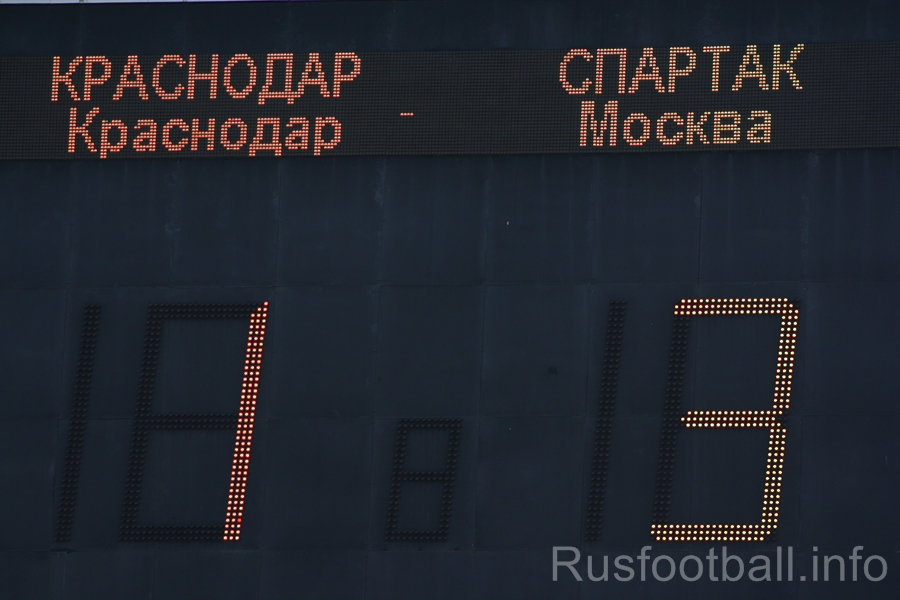 КРАСНОДАР - СПАРТАК
Краснодар Москва
1 3
Rusfootball.info